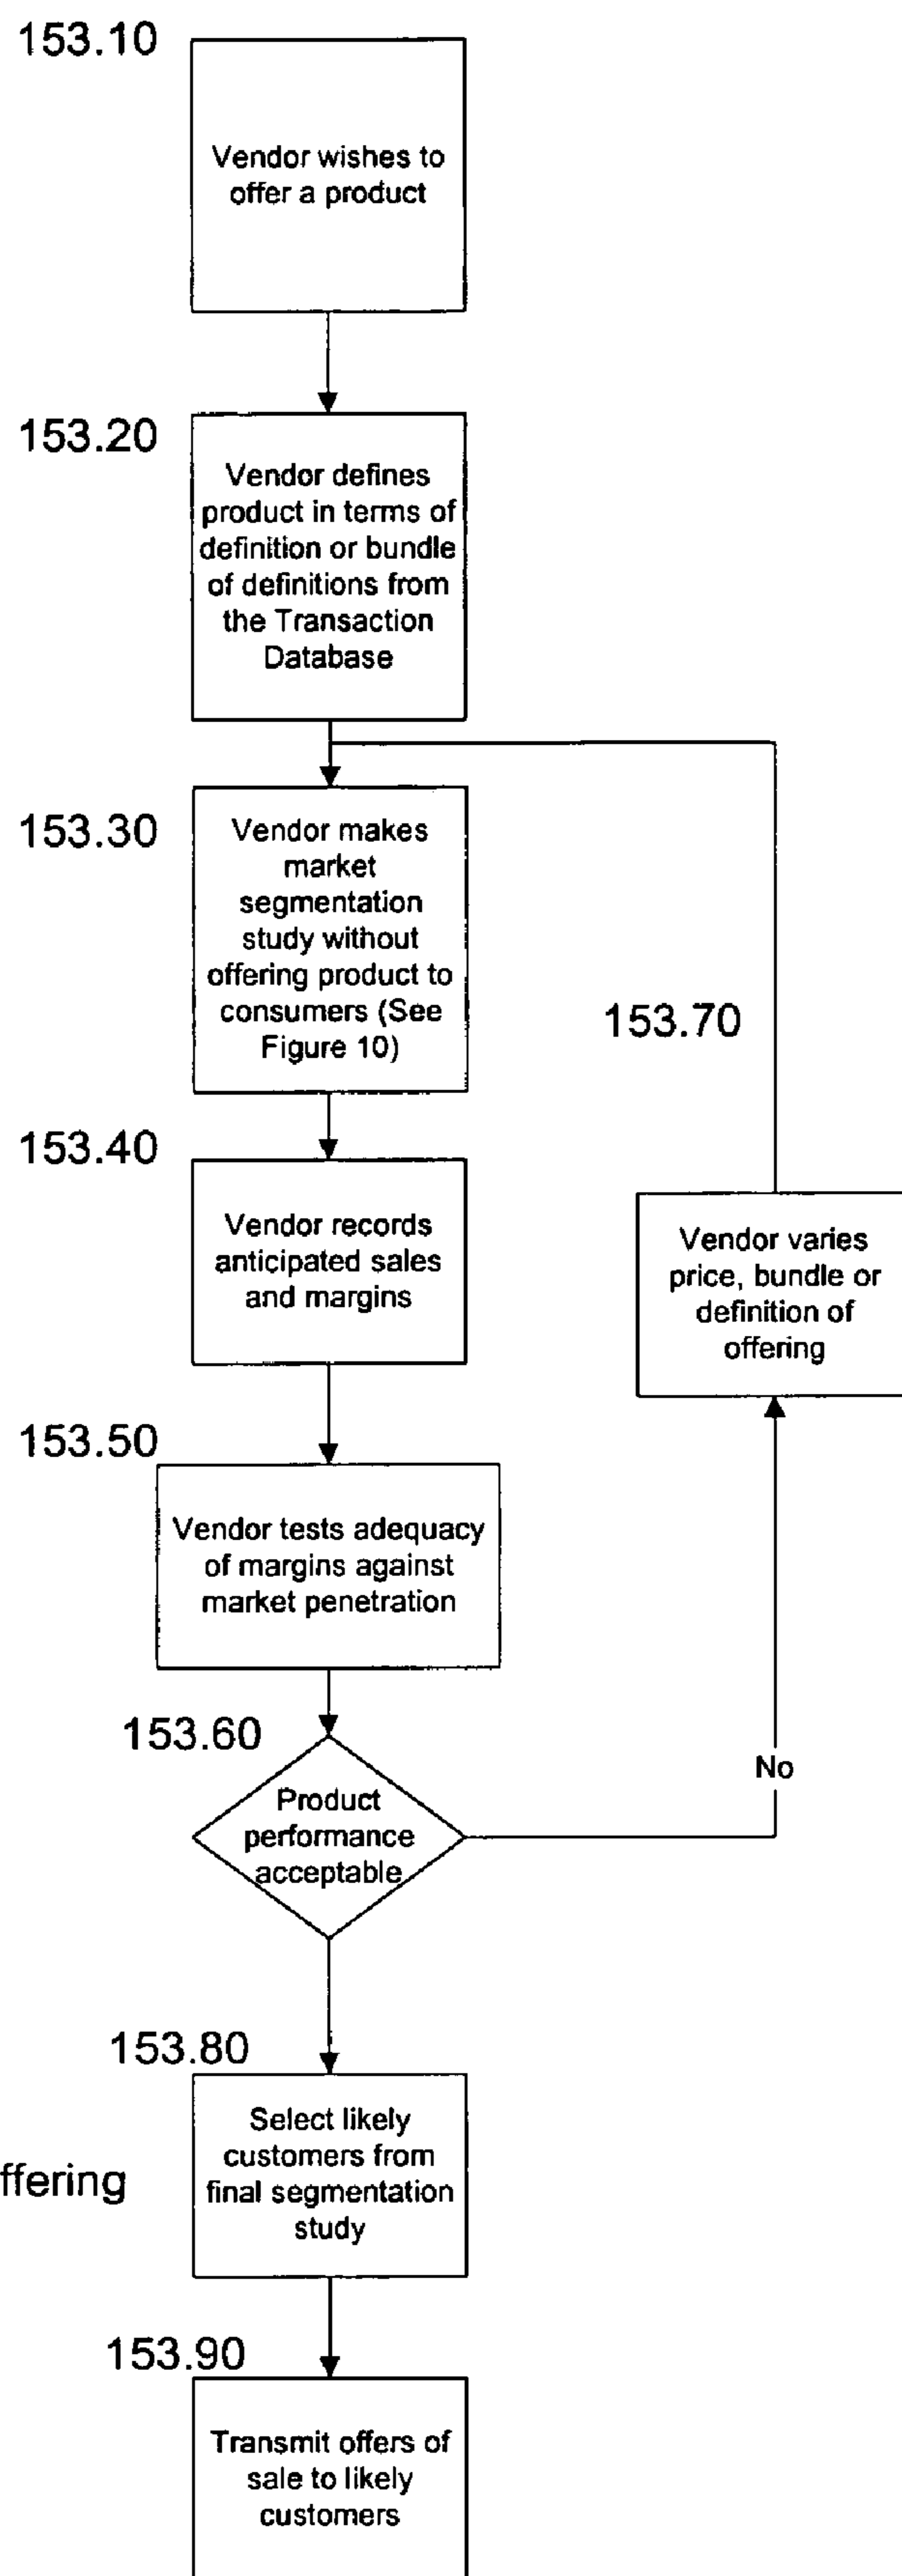 153.10
Vendor wishes to
offer a product
153.20
Vendor defines
product in terms of
definition or bundle
of definitions from
the Transaction
Database
153.30
Vendor makes
market
segmentation
study without
offering product to
consumers (See
Figure 10)
153.70
153.40
Vendor records
anticipated sales
and margins
Vendor varies
price, bundle or
definition of
offering
153.50
Vendor tests adequacy
of margins against
market penetration
153.60
Product
performance
acceptable
No
153.80
Select likely
customers from
final segmentation
study
ffering
153.90
Transmit offers of
sale to likely
customers